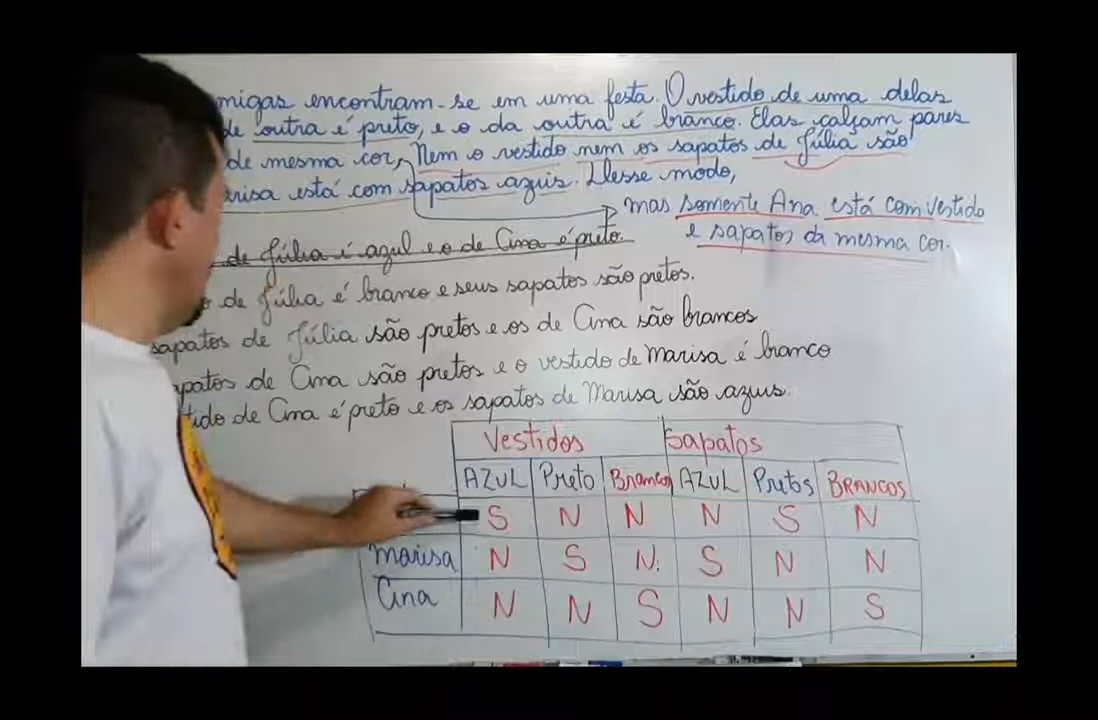 migas encontram-se em uma festa. O vestido de uma delas
de outra é preto, e o da outra é branco. Elas calçam pares
de mesma cor, Nem o vestido nem os sapatos de Júlia são
risa está com sapatos azuis. Desse modo,
mas somente Ana está com vestido
e sapatos da mesma cor.
de Júlia é azul e o de Ana é preto.
o de Júlia é branco e seus sapatos são pretos.
sapatos de Júlia são pretos e os de Ana são brancos
patos de Ana são pretos e o vestido de Marisa é branco
tido de Ana é preto e os sapatos de Marisa são azuis.
Vestidos Sapatos
AZUL Preto Branco AZUL Pretos BRANCOS
S N N N S N
Marisa N S N. S N N
Ana N N S N N S